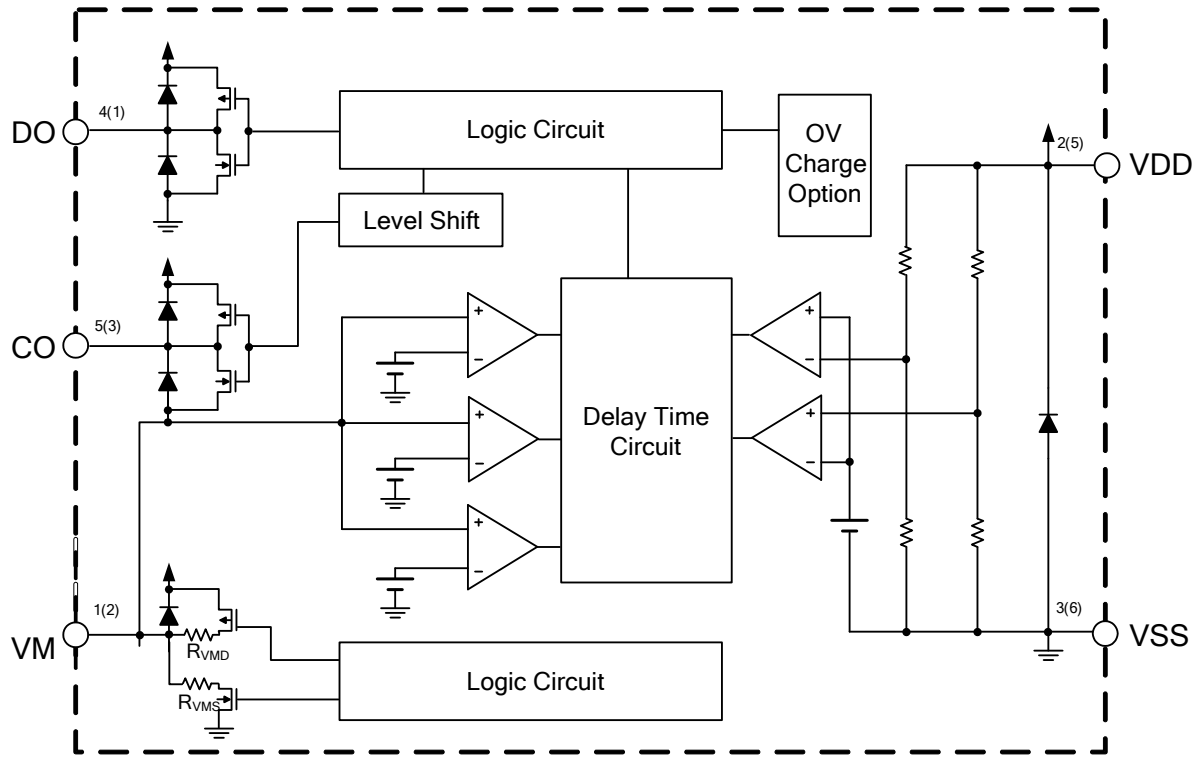 4(1)
DO
Logic Circuit
OV
Charge
Option
2(5)
VDD
Level Shift
5(3)
CO
+
−
+
−
Delay Time
Circuit
+
−
+
−
+
−
1(2)
VM
RVMD
RVMS
Logic Circuit
3(6)
VSS